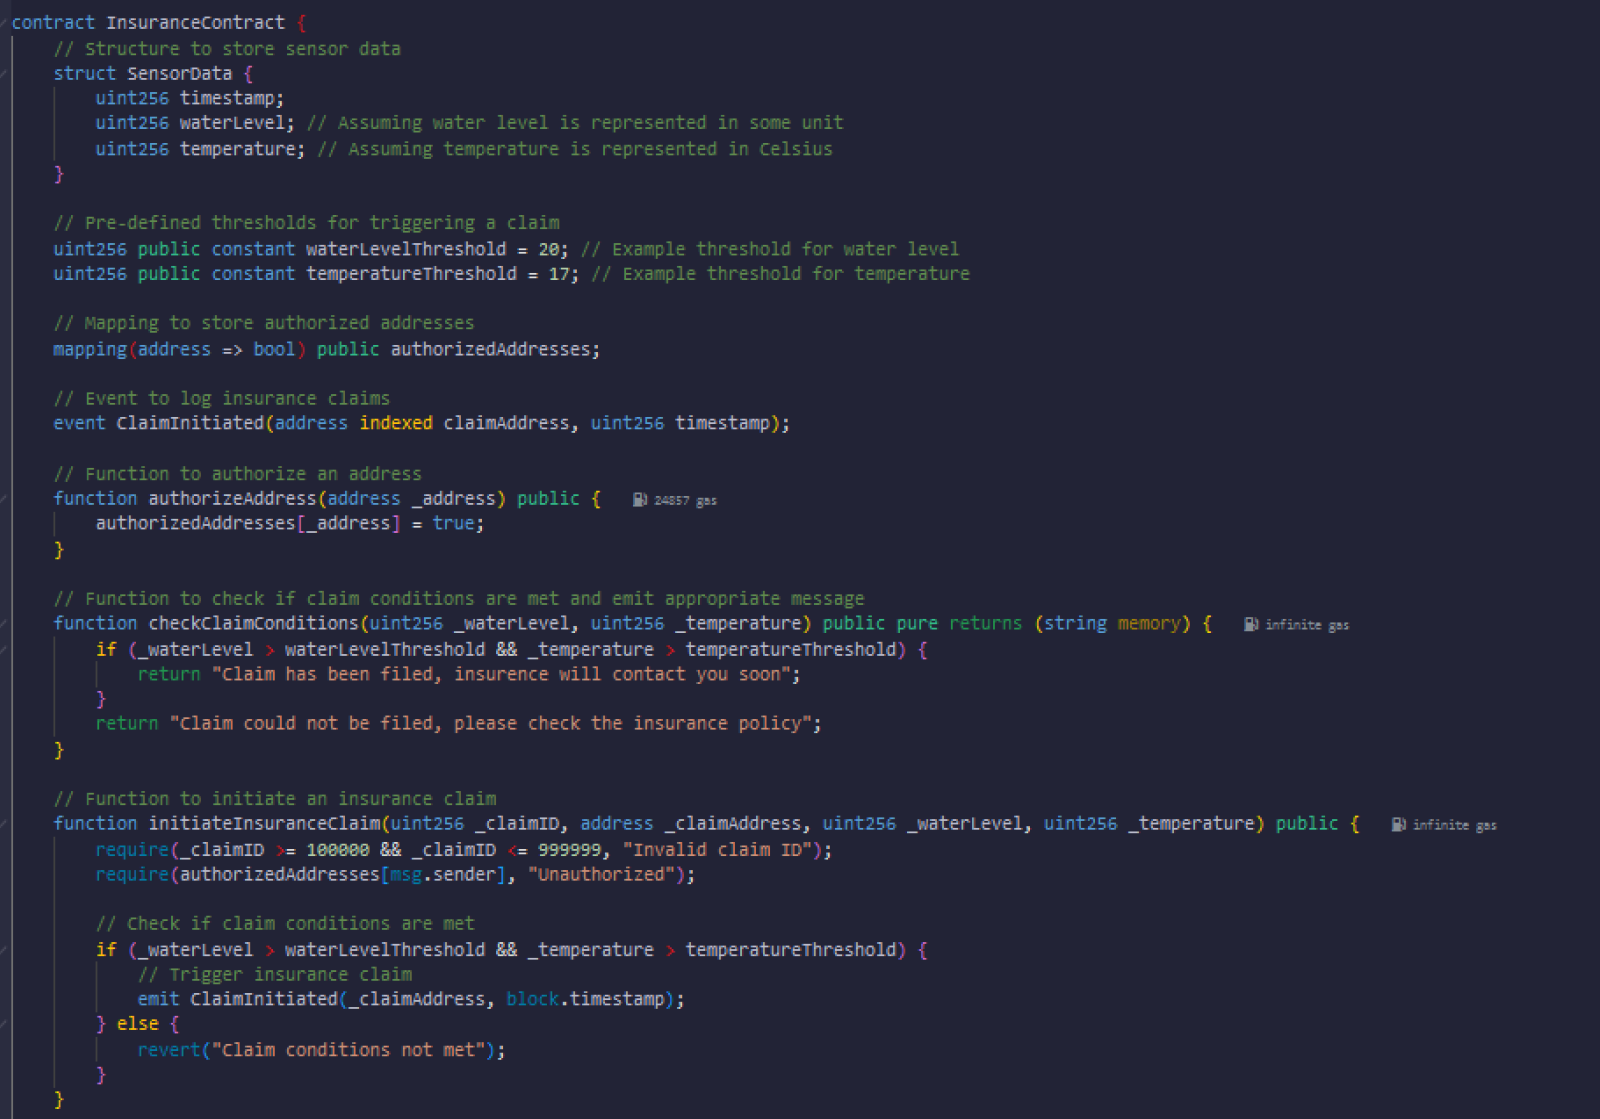 contract InsuranceContract {
    // Structure to store sensor data
    struct SensorData {
        uint256 timestamp;
        uint256 waterLevel; // Assuming water level is represented in some unit
        uint256 temperature; // Assuming temperature is represented in Celsius
    }

    // Pre-defined thresholds for triggering a claim
    uint256 public constant waterLevelThreshold = 20; // Example threshold for water level
    uint256 public constant temperatureThreshold = 17; // Example threshold for temperature

    // Mapping to store authorized addresses
    mapping(address => bool) public authorizedAddresses;

    // Event to log insurance claims
    event ClaimInitiated(address indexed claimAddress, uint256 timestamp);

    // Function to authorize an address
    function authorizeAddress(address _address) public { 24857 gas
        authorizedAddresses[_address] = true;
    }

    // Function to check if claim conditions are met and emit appropriate message
    function checkClaimConditions(uint256 _waterLevel, uint256 _temperature) public pure returns (string memory) { infinite gas
        if (_waterLevel > waterLevelThreshold && _temperature > temperatureThreshold) {
            return "Claim has been filed, insurence will contact you soon";
        }
        return "Claim could not be filed, please check the insurance policy";
    }

    // Function to initiate an insurance claim
    function initiateInsuranceClaim(uint256 _claimID, address _claimAddress, uint256 _waterLevel, uint256 _temperature) public { infinite gas
        require(_claimID >= 100000 && _claimID <= 999999, "Invalid claim ID");
        require(authorizedAddresses[msg.sender], "Unauthorized");

        // Check if claim conditions are met
        if (_waterLevel > waterLevelThreshold && _temperature > temperatureThreshold) {
            // Trigger insurance claim
            emit ClaimInitiated(_claimAddress, block.timestamp);
        } else {
            revert("Claim conditions not met");
        }
    }